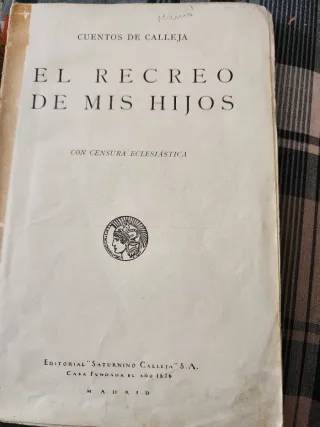 CUENTOS DE CALLEJA
EL RECREO
DE MIS HIJOS
CON CENSURA ECLESIÁSTICA
EDITORIAL "SATURNINO CALLEJA" S.A.
CASA FUNDADA EL AÑO 1876
MADRID